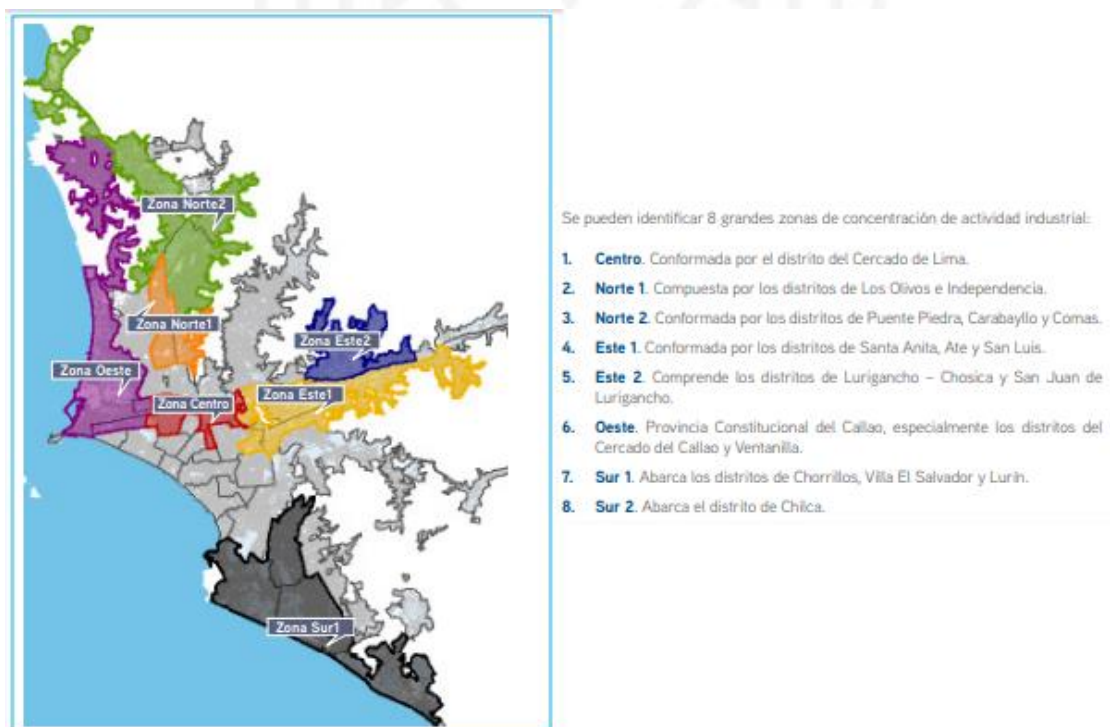 Zona Norte2
Zona Norte1
Zona Este2
Zona Oeste
Zona Este1
Zona Centro
Zona Sur1
Se pueden identificar 8 grandes zonas de concentración de actividad industrial:
1. Centro. Conformada por el distrito del Cercado de Lima.
2. Norte 1. Compuesta por los distritos de Los Olivos e Independencia.
3. Norte 2. Conformada por los distritos de Puente Piedra, Carabayllo y Comas.
4. Este 1. Conformada por los distritos de Santa Anita, Ate y San Luis.
5. Este 2. Comprende los distritos de Lurigancho – Chosica y San Juan de
Lurigancho.
6. Oeste. Provincia Constitucional del Callao, especialmente los distritos del
Cercado del Callao y Ventanilla.
7. Sur 1. Abarca los distritos de Chorrillos, Villa El Salvador y Lurín.
8. Sur 2. Abarca el distrito de Chilca.